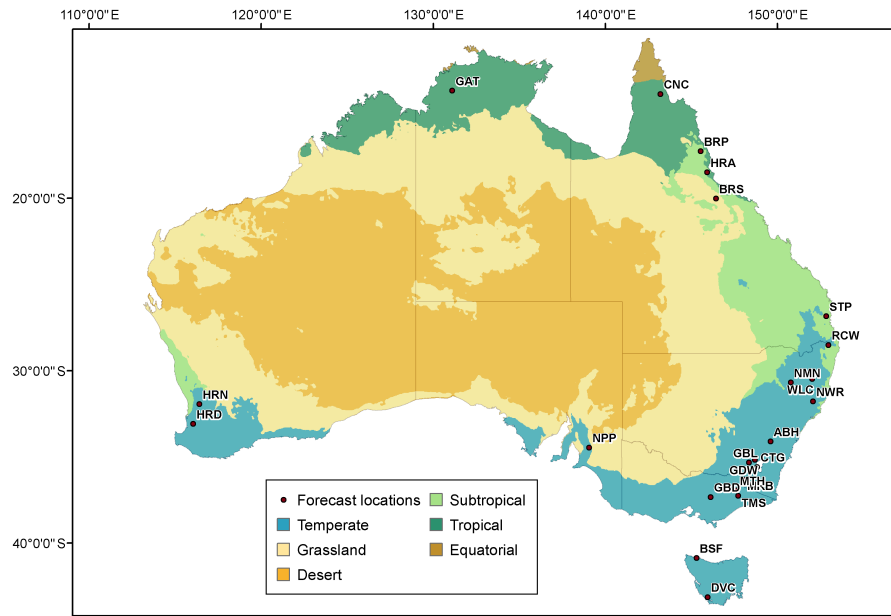 110°0'0"E 120°0'0"E 130°0'0"E 140°0'0"E 150°0'0"E
GAT
CNC
BRP
HRA
20°0'0"S
BRS
STP
RCW
30°0'0"S
NMN
WLC
NWR
HRN
HRD
ABH
NPP
GBL CTG
GDW
MTH
GBD MRB
TMS
Forecast locations
Temperate
Grassland
Desert
Subtropical
Tropical
Equatorial
40°0'0"S
BSF
DVC